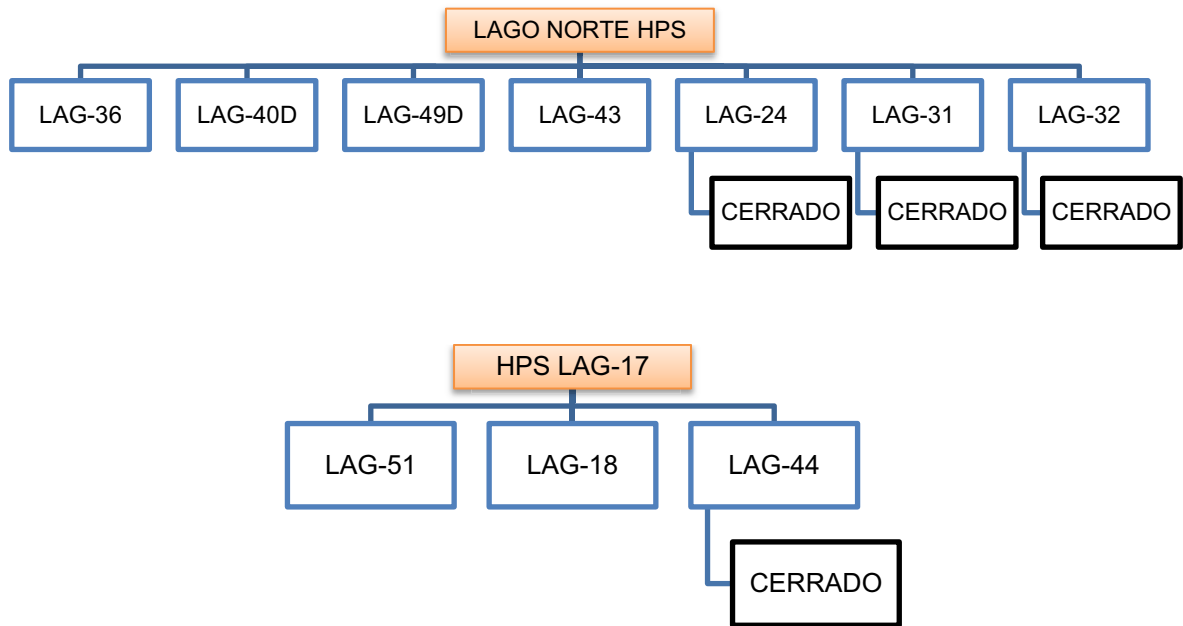 LAGO NORTE HPS
LAG-36
LAG-40D
LAG-49D
LAG-43
LAG-24
LAG-31
LAG-32
CERRADO
CERRADO
CERRADO
HPS LAG-17
LAG-51
LAG-18
LAG-44
CERRADO